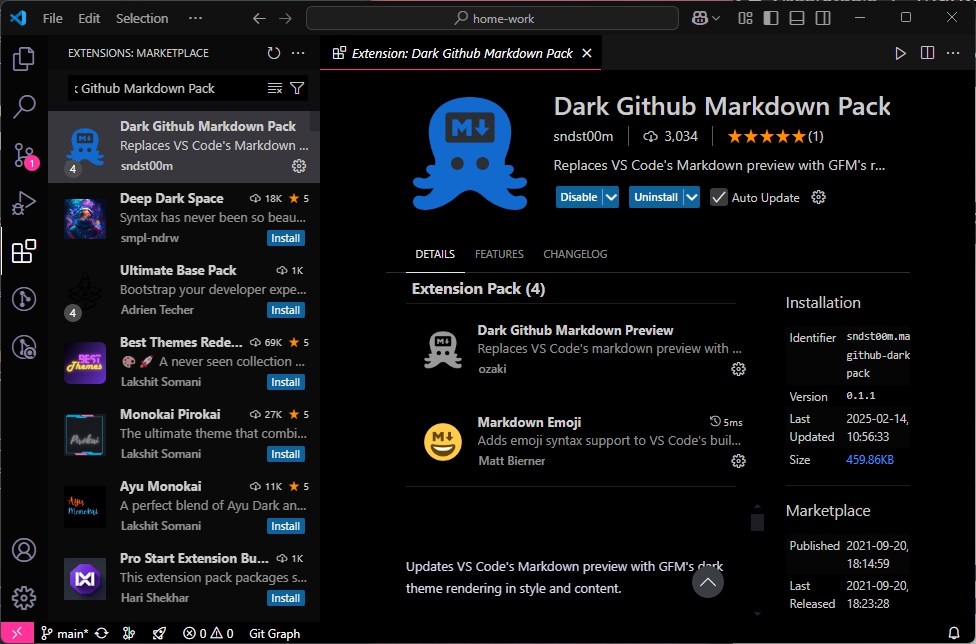 File Edit Selection ··· home-work
EXTENSIONS: MARKETPLACE
Github Markdown Pack
Dark Github Markdown Pack
Replaces VS Code's Markdown ...
sndst00m
4
Deep Dark Space 18K ★ 5
Syntax has never been so beau...
smpl-ndrw Install
Ultimate Base Pack 1K
Bootstrap your developer expe...
Adrien Techer Install
4
Best Themes Rede... 69K ★ 5
🎨 🚀 A never seen collection ...
Lakshit Somani Install
BEST
Themes
Monokai Pirokai 27K ★ 5
The ultimate theme that combi...
Lakshit Somani Install
Pirokai
Ayu Monokai 11K ★ 5
A perfect blend of Ayu Dark an...
Lakshit Somani Install
Ayu
Monokai
Pro Start Extension Bu... 1K
This extension pack packages s...
Hari Shekhar Install
1
Extension: Dark Github Markdown Pack
M
Dark Github Markdown Pack
sndst00m 3,034 ★★★★★(1)
Replaces VS Code's Markdown preview with GFM's r...
Disable Uninstall Auto Update
DETAILS FEATURES CHANGELOG
Extension Pack (4)
M
Dark Github Markdown Preview
Replaces VS Code's markdown preview with ...
ozaki
M
Markdown Emoji 5ms
Adds emoji syntax support to VS Code's buil...
Matt Bierner
Updates VS Code's Markdown preview with GFM's dark
theme rendering in style and content.
Installation
Identifier sndst00m.ma
github-dark
pack
Version 0.1.1
Last 2025-02-14,
Updated 10:56:33
Size 459.86KB
Marketplace
Published 2021-09-20,
18:14:59
Last 2021-09-20,
Released 18:23:28
main* 0 0 Git Graph